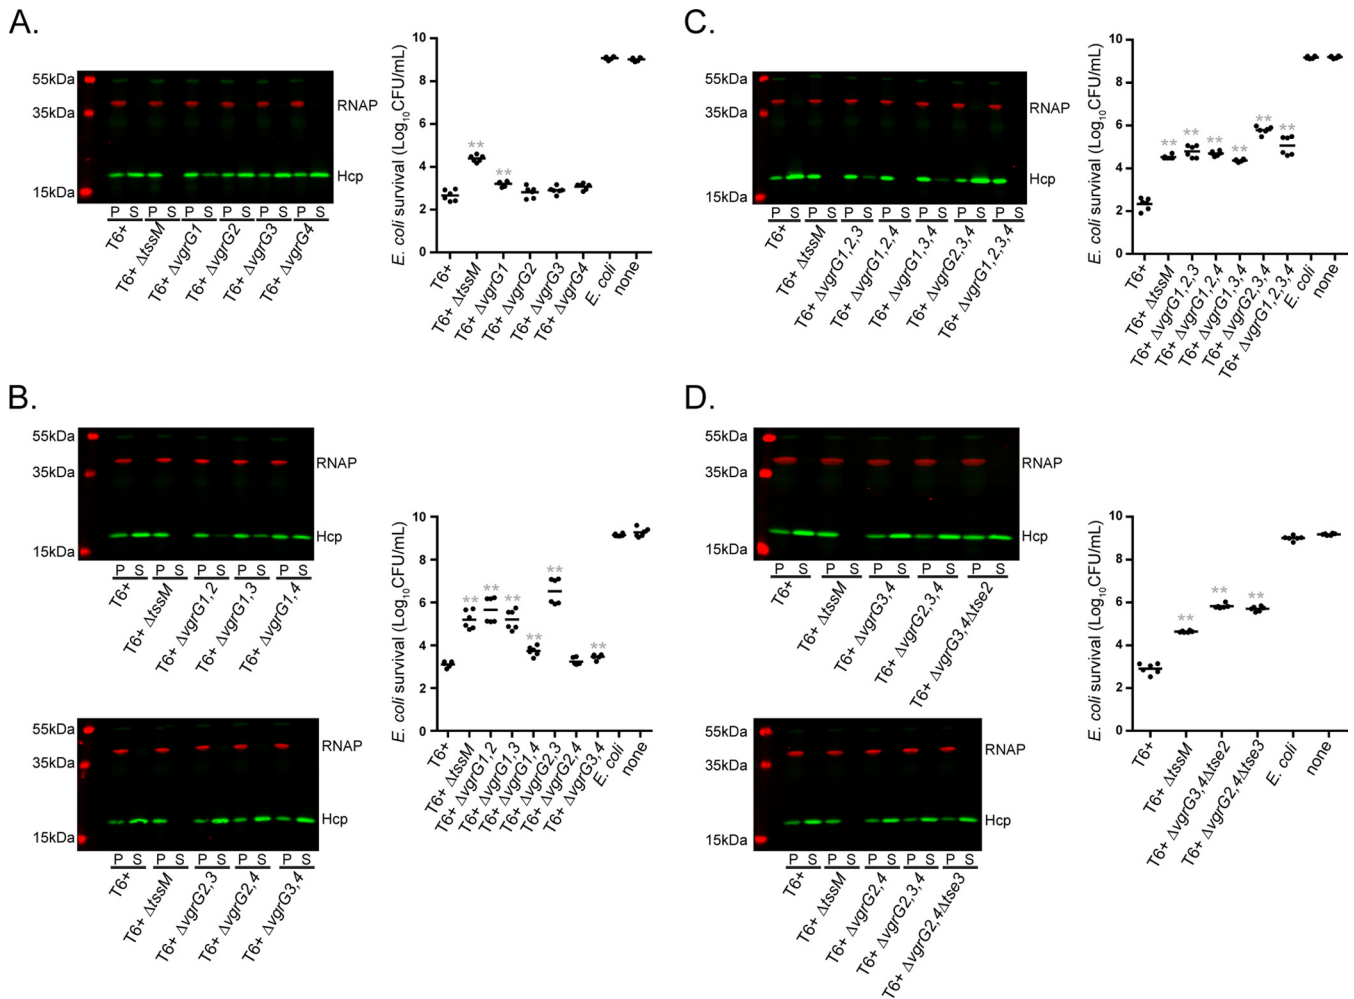 A.
55kDa
35kDa
15kDa
RNAP
Hcp
P S P S P S P S P S P S
T6+
T6+ ΔtssM
T6+ ΔvgrG1
T6+ ΔvgrG2
T6+ ΔvgrG3
T6+ ΔvgrG4
E. coli survival (Log10CFU/mL)
10
8
6
4
2
0
**
**
T6+
T6+ ΔtssM
T6+ ΔvgrG1
T6+ ΔvgrG2
T6+ ΔvgrG3
T6+ ΔvgrG4
E. coli
none
C.
55kDa
35kDa
15kDa
RNAP
Hcp
P S P S P S P S P S P S P S
T6+
T6+ ΔtssM
T6+ ΔvgrG1,2,3
T6+ ΔvgrG1,2,4
T6+ ΔvgrG1,3,4
T6+ ΔvgrG2,3,4
T6+ ΔvgrG1,2,3,4
E. coli survival (Log10CFU/mL)
10
8
6
4
2
0
**
**
**
**
**
**
T6+
T6+ ΔtssM
T6+ ΔvgrG1,2,3
T6+ ΔvgrG1,2,4
T6+ ΔvgrG1,3,4
T6+ ΔvgrG2,3,4
T6+ ΔvgrG1,2,3,4
E. coli
none
B.
55kDa
35kDa
15kDa
RNAP
Hcp
P S P S P S P S P S
T6+
T6+ ΔtssM
T6+ ΔvgrG1,2
T6+ ΔvgrG1,3
T6+ ΔvgrG1,4
55kDa
35kDa
15kDa
RNAP
Hcp
P S P S P S P S P S
T6+
T6+ ΔtssM
T6+ ΔvgrG2,3
T6+ ΔvgrG2,4
T6+ ΔvgrG3,4
E. coli survival (Log10CFU/mL)
10
8
6
4
2
0
**
**
**
**
**
**
T6+
T6+ ΔtssM
T6+ ΔvgrG1,2
T6+ ΔvgrG1,3
T6+ ΔvgrG1,4
T6+ ΔvgrG2,3
T6+ ΔvgrG2,4
T6+ ΔvgrG3,4
E. coli
none
D.
55kDa
35kDa
15kDa
RNAP
Hcp
P S P S P S P S P S
T6+
T6+ ΔtssM
T6+ ΔvgrG3,4
T6+ ΔvgrG2,3,4
T6+ ΔvgrG3,4Δtse2
55kDa
35kDa
15kDa
RNAP
Hcp
P S P S P S P S P S
T6+
T6+ ΔtssM
T6+ ΔvgrG2,4
T6+ ΔvgrG2,3,4
T6+ ΔvgrG2,4Δtse3
E. coli survival (Log10CFU/mL)
10
8
6
4
2
0
**
**
**
T6+
T6+ ΔtssM
T6+ ΔvgrG3,4Δtse2
T6+ ΔvgrG2,4Δtse3
E. coli
none